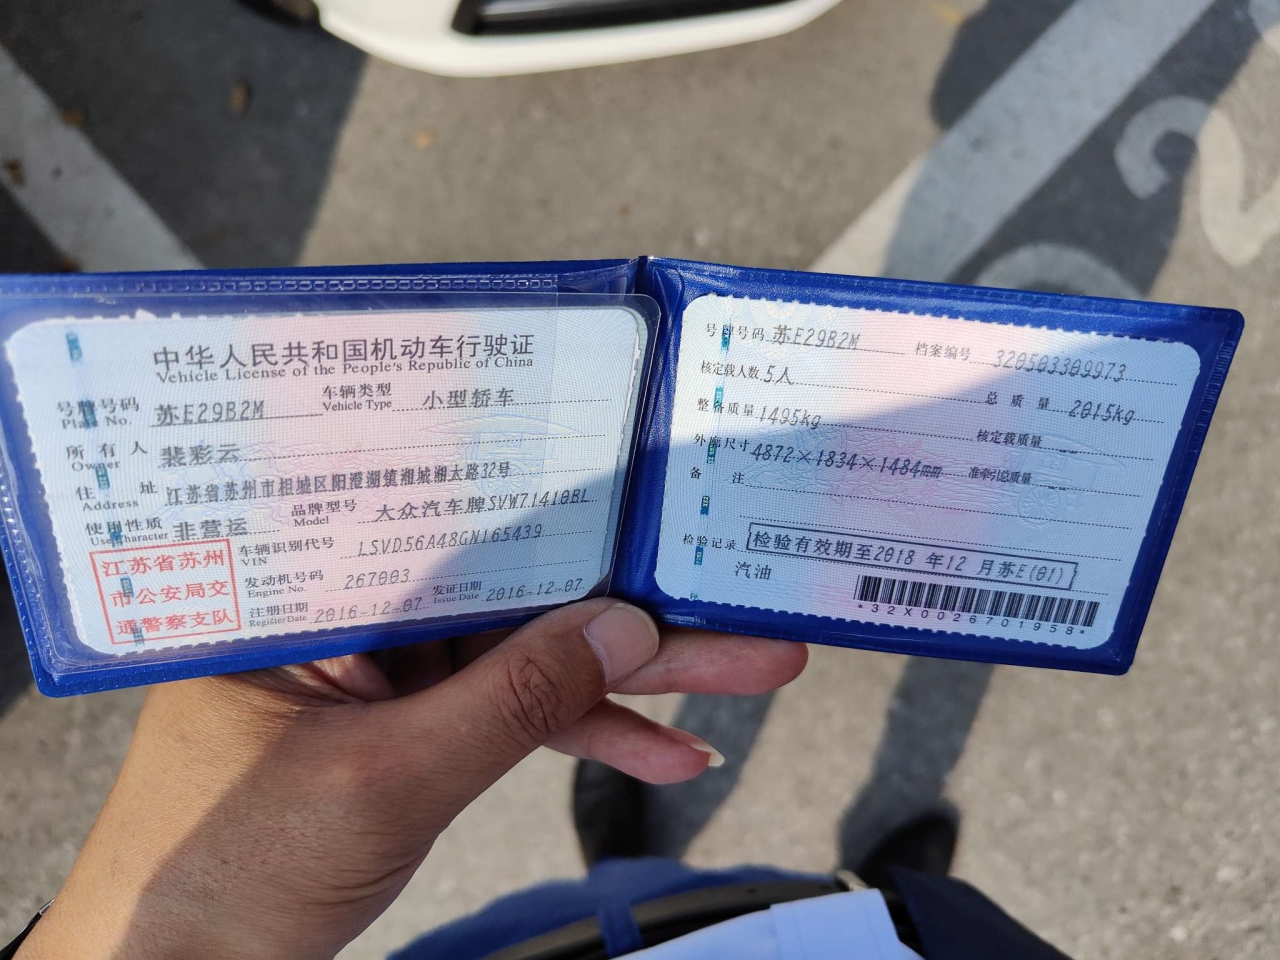 中华人民共和国机动车行驶证
Vehicle License of the People's Republic of China
号牌号码 苏E29B2M 车辆类型 小型轿车
Plate No. Vehicle Type
所有人 裴彩云
Owner
住址 江苏省苏州市相城区阳澄湖镇湘城湘太路32号
Address
使用性质 非营运 品牌型号 大众汽车牌SVW71410BL
Use Character Model
江苏省苏州市公安局交通警察支队
车辆识别代号 LSVD56A48GN165439
VIN
发动机号码 267003
Engine No.
注册日期 2016-12-07 发证日期 2016-12-07
Register Date Issue Date
号牌号码 苏E29B2M 档案编号 320503309973
核定载人数 5人 总质量 2015kg
整备质量 1495kg 核定载质量 --
外廓尺寸 4872×1834×1484mm 准牵引总质量 --
备注
检验记录 检验有效期至2018年12月苏E(01)
汽油
*32X0026701958*
2